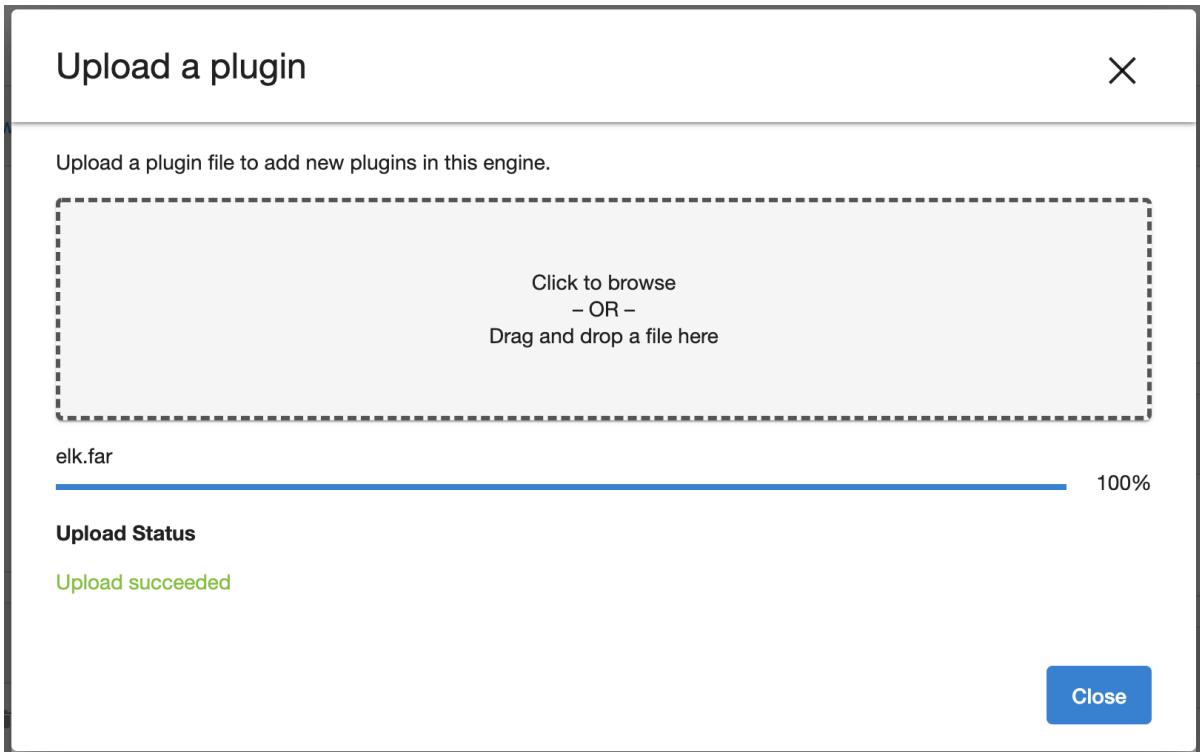 Upload a plugin
Upload a plugin file to add new plugins in this engine.
Click to browse
– OR –
Drag and drop a file here
elk.far
100%
Upload Status
Upload succeeded
Close